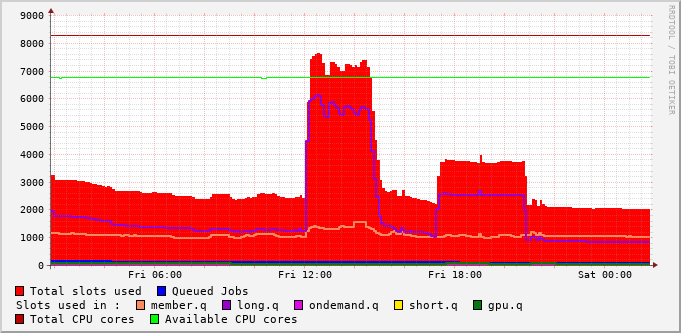 9000
8000
7000
6000
5000
4000
3000
2000
1000
0
Fri 06:00 Fri 12:00 Fri 18:00 Sat 00:00
RRDTOOL / TOBI OETIKER
Total slots used Queued Jobs
Slots used in : member.q long.q ondemand.q short.q gpu.q
Total CPU cores Available CPU cores